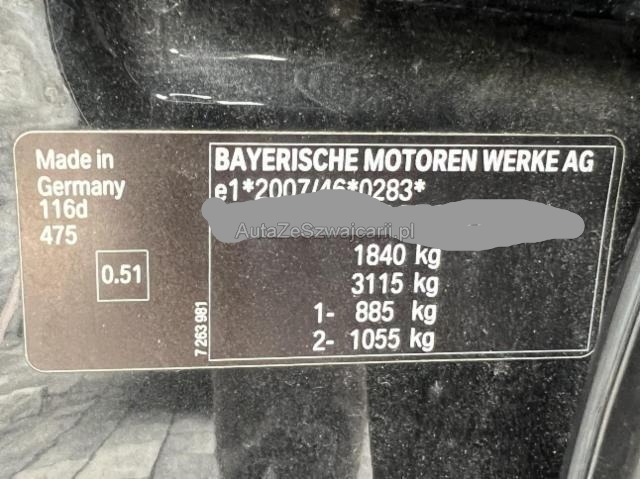 Made in
Germany
116d
475
0.51
7 263 981
BAYERISCHE MOTOREN WERKE AG
e1*2007/46*0283*
AutaZeSzwajcarii.pl
1840 kg
3115 kg
1- 885 kg
2- 1055 kg